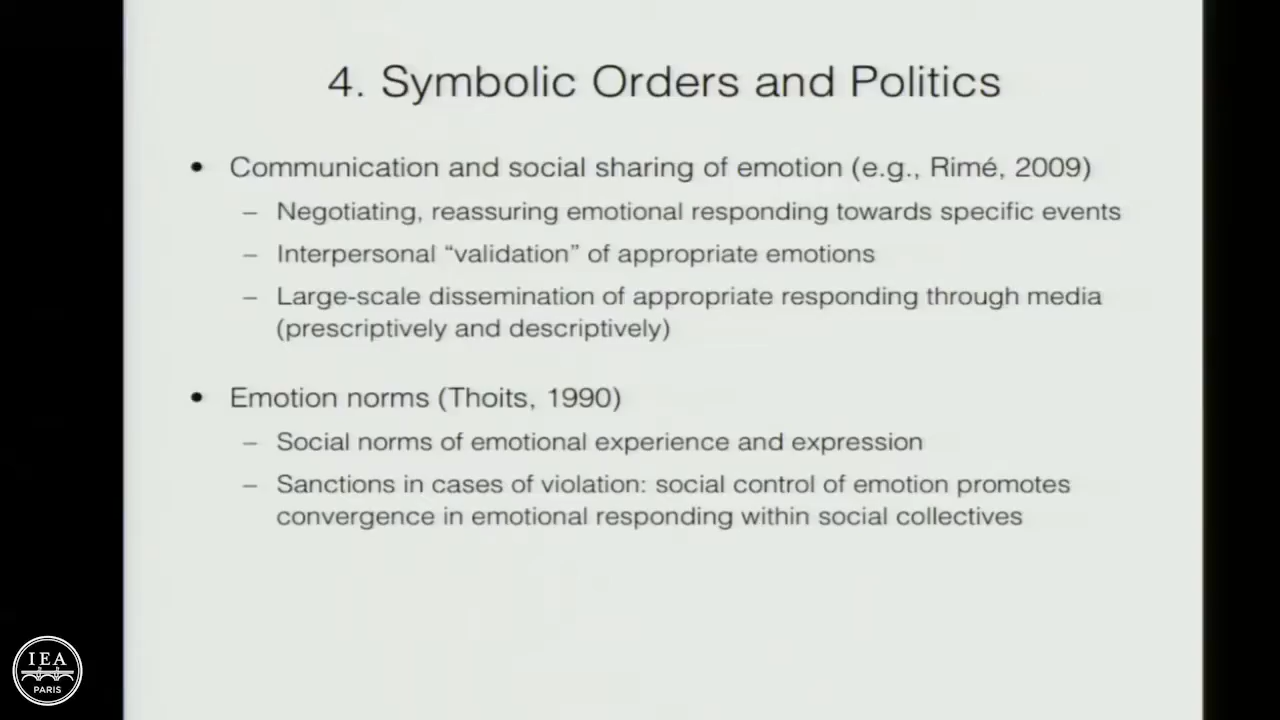 4. Symbolic Orders and Politics
• Communication and social sharing of emotion (e.g., Rimé, 2009)
– Negotiating, reassuring emotional responding towards specific events
– Interpersonal “validation” of appropriate emotions
– Large-scale dissemination of appropriate responding through media
(prescriptively and descriptively)
• Emotion norms (Thoits, 1990)
– Social norms of emotional experience and expression
– Sanctions in cases of violation: social control of emotion promotes
convergence in emotional responding within social collectives
IEA
PARIS